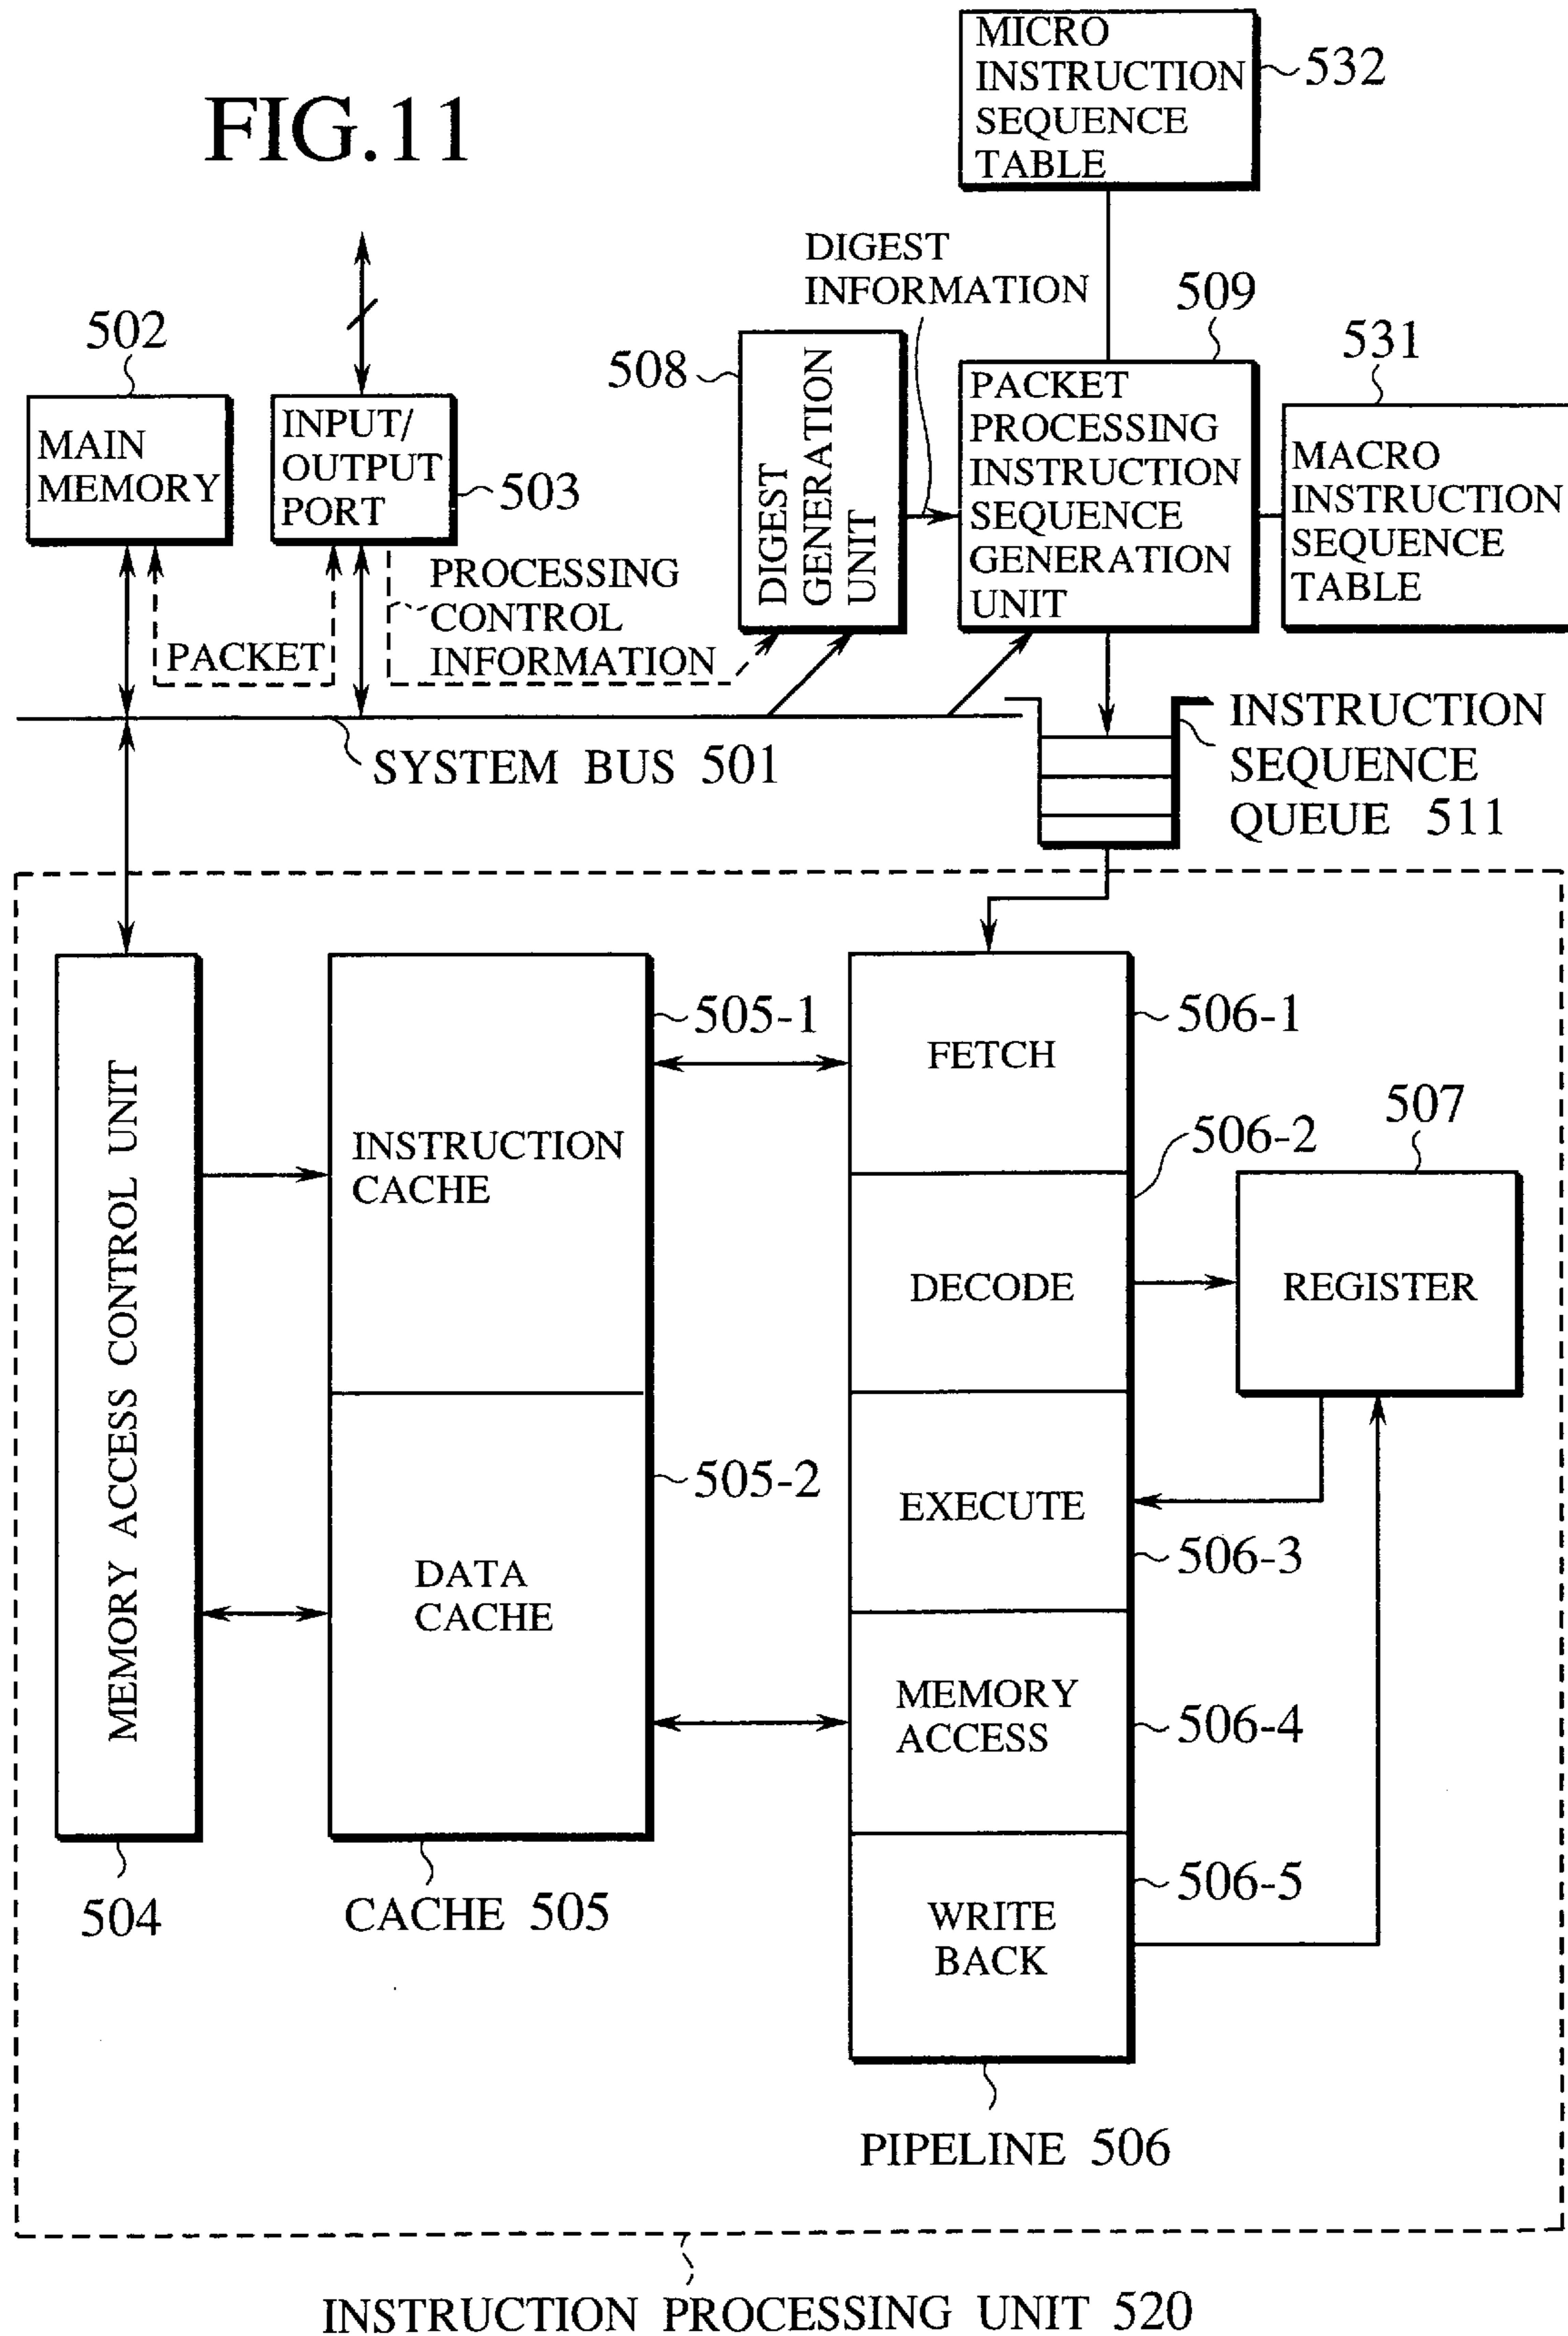 FIG.11
MICRO
INSTRUCTION
SEQUENCE
TABLE
532
DIGEST
INFORMATION
509
531
502
508
MAIN
MEMORY
INPUT/
OUTPUT
PORT
503
DIGEST
GENERATION
UNIT
PACKET
PROCESSING
INSTRUCTION
SEQUENCE
GENERATION
UNIT
MACRO
INSTRUCTION
SEQUENCE
TABLE
PROCESSING
CONTROL
INFORMATION
PACKET
SYSTEM BUS 501
INSTRUCTION
SEQUENCE
QUEUE 511
MEMORY ACCESS CONTROL UNIT
504
INSTRUCTION
CACHE
505-1
DATA
CACHE
505-2
CACHE 505
FETCH
506-1
DECODE
506-2
507
REGISTER
EXECUTE
506-3
MEMORY
ACCESS
506-4
WRITE
BACK
506-5
PIPELINE 506
INSTRUCTION PROCESSING UNIT 520